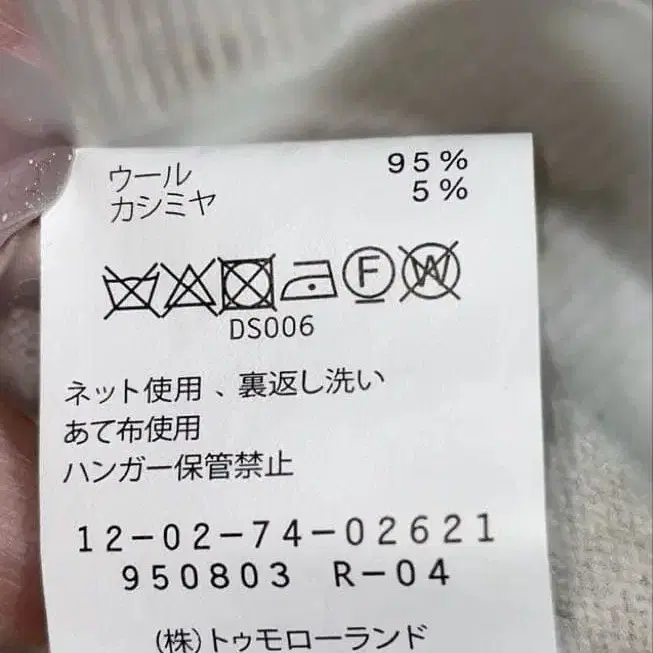 ウール 95%
カシミヤ 5%
F W
DS006
ネット使用、裏返し洗い
あて布使用
ハンガー保管禁止
12-02-74-02621
950803 R-04
(株)トゥモローランド